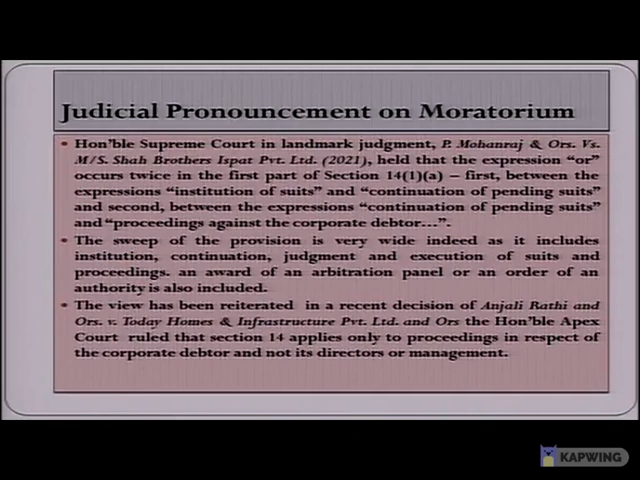 Judicial Pronouncement on Moratorium
• Hon'ble Supreme Court in landmark judgment, P. Mohanraj & Ors. Vs.
M/S. Shah Brothers Ispat Pvt. Ltd. (2021), held that the expression “or”
occurs twice in the first part of Section 14(1)(a) – first, between the
expressions “institution of suits” and “continuation of pending suits”
and second, between the expressions “continuation of pending suits”
and “proceedings against the corporate debtor…”.
• The sweep of the provision is very wide indeed as it includes
institution, continuation, judgment and execution of suits and
proceedings. an award of an arbitration panel or an order of an
authority is also included.
• The view has been reiterated in a recent decision of Anjali Rathi and
Ors. v. Today Homes & Infrastructure Pvt. Ltd. and Ors the Hon'ble Apex
Court ruled that section 14 applies only to proceedings in respect of
the corporate debtor and not its directors or management.
KAPWING